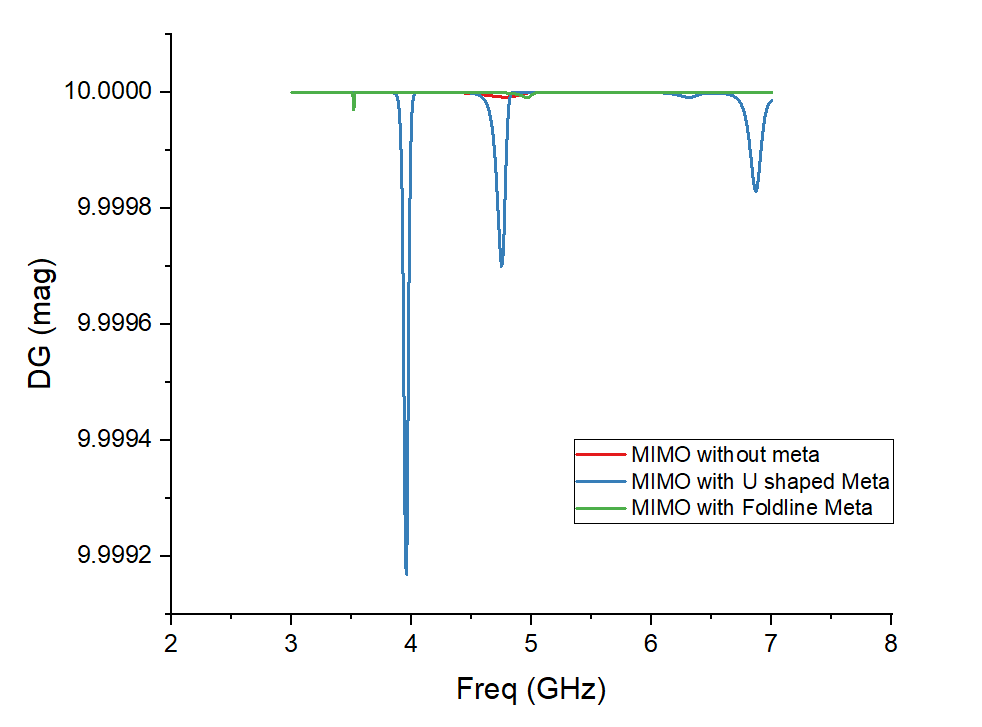 10.0000
9.9998
9.9996
9.9994
9.9992
DG (mag)
MIMO without meta
MIMO with U shaped Meta
MIMO with Foldline Meta
2 3 4 5 6 7 8
Freq (GHz)